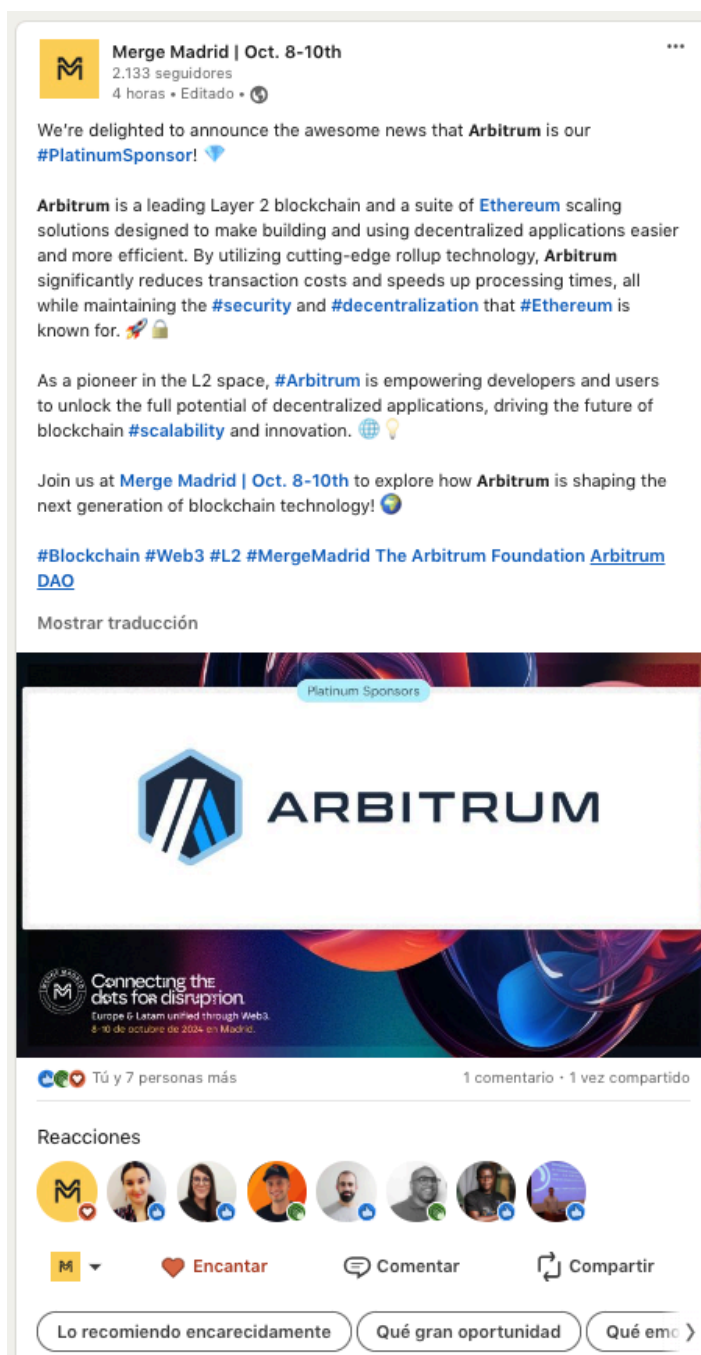 Merge Madrid | Oct. 8-10th
2.133 seguidores
4 horas • Editado •
We're delighted to announce the awesome news that Arbitrum is our
#PlatinumSponsor! 💎
Arbitrum is a leading Layer 2 blockchain and a suite of Ethereum scaling
solutions designed to make building and using decentralized applications easier
and more efficient. By utilizing cutting-edge rollup technology, Arbitrum
significantly reduces transaction costs and speeds up processing times, all
while maintaining the #security and #decentralization that #Ethereum is
known for. 🚀🔒
As a pioneer in the L2 space, #Arbitrum is empowering developers and users
to unlock the full potential of decentralized applications, driving the future of
blockchain #scalability and innovation. 🌐💡
Join us at Merge Madrid | Oct. 8-10th to explore how Arbitrum is shaping the
next generation of blockchain technology! 🌍
#Blockchain #Web3 #L2 #MergeMadrid The Arbitrum Foundation Arbitrum
DAO
Mostrar traducción
Platinum Sponsors
ARBITRUM
Connecting the
dots for disruption.
Europe & Latam unified through Web3.
8-10 de octubre de 2024 en Madrid.
Tú y 7 personas más
1 comentario · 1 vez compartido
Reacciones
Encantar
Comentar
Compartir
Lo recomiendo encarecidamente
Qué gran oportunidad
Qué emo